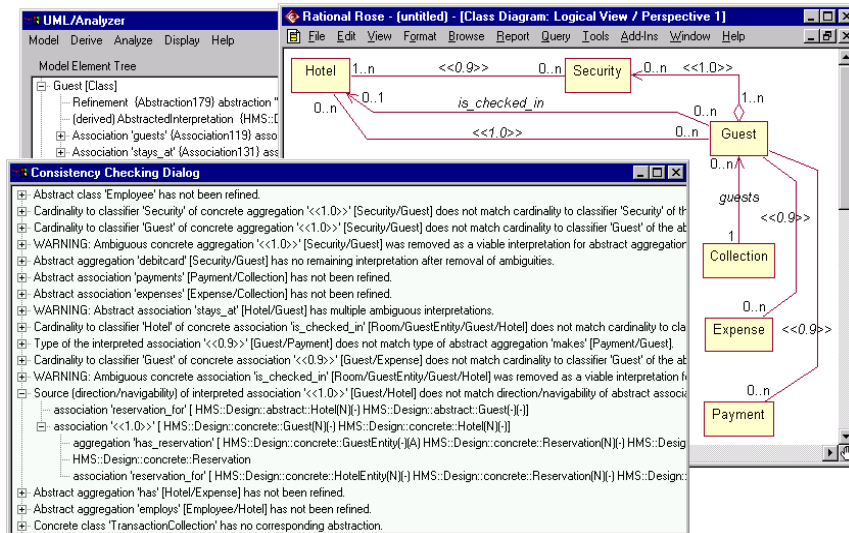 UML/Analyzer
Model Derive Analyze Display Help
Model Element Tree
Guest [Class]
Refinement {Abstraction179} abstraction "
(derived) AbstractedInterpretation {HMS::D
Association 'guests' {Association119} asso
Association 'stays_at' {Association131} ass
Rational Rose - (untitled) - [Class Diagram: Logical View / Perspective 1]
File Edit View Format Browse Report Query Tools Add-Ins Window Help
Hotel 1..n <<0.9>> 0..n Security 0..n <<1.0>>
0..n 0..1 is_checked_in 0..n 1..n
<<1.0>> 0..n Guest
0..n
guests
<<0.9>>
1
Collection
0..n
Expense <<0.9>>
0..n
Payment
Consistency Checking Dialog
Abstract class 'Employee' has not been refined.
Cardinality to classifier 'Security' of concrete aggregation '<<1.0>>' [Security/Guest] does not match cardinality to classifier 'Security' of th
Cardinality to classifier 'Guest' of concrete aggregation '<<1.0>>' [Security/Guest] does not match cardinality to classifier 'Guest' of the ab
WARNING: Ambiguous concrete aggregation '<<1.0>>' [Security/Guest] was removed as a viable interpretation for abstract aggregation
Abstract aggregation 'debitcard' [Security/Guest] has no remaining interpretation after removal of ambiguities.
Abstract association 'payments' [Payment/Collection] has not been refined.
Abstract association 'expenses' [Expense/Collection] has not been refined.
WARNING: Abstract association 'stays_at' [Hotel/Guest] has multiple ambiguous interpretations.
Cardinality to classifier 'Hotel' of concrete association 'is_checked_in' [Room/GuestEntity/Guest/Hotel] does not match cardinality to cla
Type of the interpreted association '<<0.9>>' [Guest/Payment] does not match type of abstract aggregation 'makes' [Payment/Guest].
Cardinality to classifier 'Guest' of concrete association '<<0.9>>' [Guest/Expense] does not match cardinality to classifier 'Guest' of the ab
WARNING: Ambiguous concrete association 'is_checked_in' [Room/GuestEntity/Guest/Hotel] was removed as a viable interpretation fo
Source (direction/navigability) of interpreted association '<<1.0>>' [Guest/Hotel] does not match direction/navigability of abstract associa
association 'reservation_for' [ HMS::Design::abstract::Hotel(N)(-) HMS::Design::abstract::Guest(-)(-)]
association '<<1.0>>' [ HMS::Design::concrete::Guest(N)(-) HMS::Design::concrete::Hotel(N)(-)]
aggregation 'has_reservation' [ HMS::Design::concrete::GuestEntity(-)(A) HMS::Design::concrete::Reservation(N)(-) HMS::Desig
HMS::Design::concrete::Reservation
association 'reservation_for' [ HMS::Design::concrete::HotelEntity(N)(-) HMS::Design::concrete::Reservation(N)(-) HMS::Design:
Abstract aggregation 'has' [Hotel/Expense] has not been refined.
Abstract aggregation 'employs' [Employee/Hotel] has not been refined.
Concrete class 'TransactionCollection' has no corresponding abstraction.